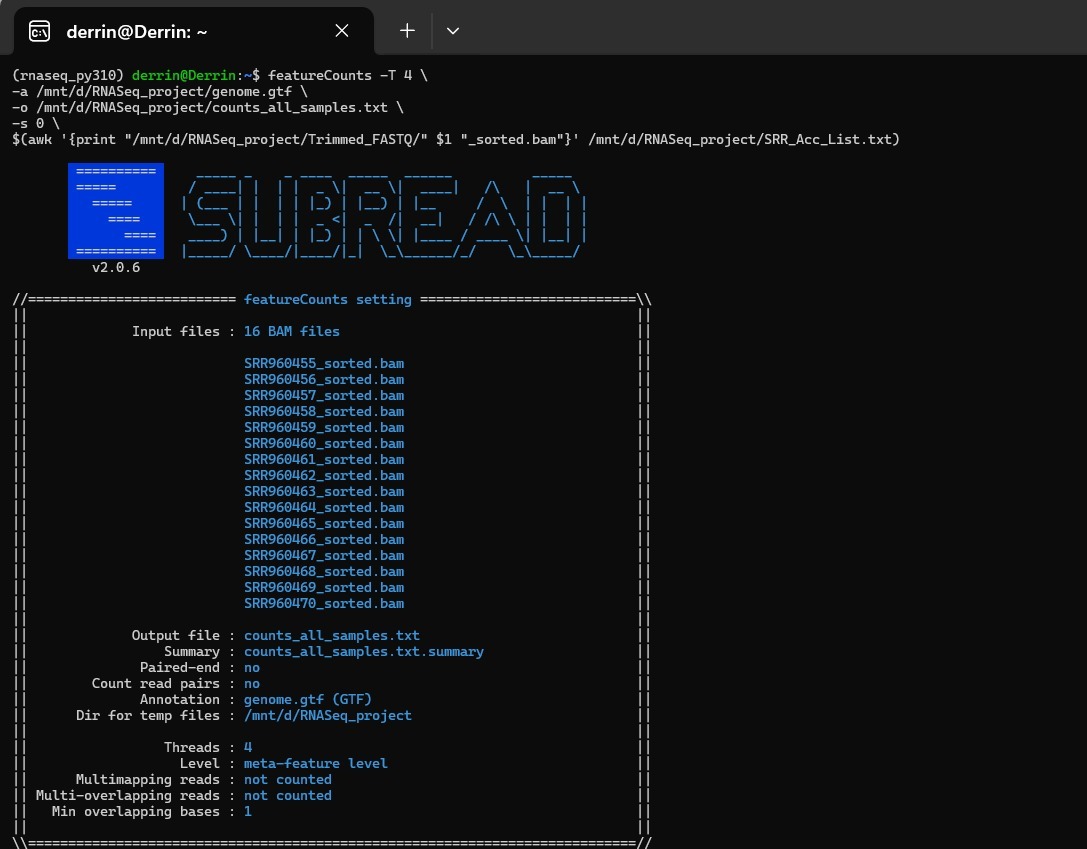 derrin@Derrin: ~
(rnaseq_py310) derrin@Derrin:~$ featureCounts -T 4 \
-a /mnt/d/RNASeq_project/genome.gtf \
-o /mnt/d/RNASeq_project/counts_all_samples.txt \
-s 0 \
$(awk '{print "/mnt/d/RNASeq_project/Trimmed_FASTQ/" $1 "_sorted.bam"}' /mnt/d/RNASeq_project/SRR_Acc_List.txt)
SUBREAD
v2.0.6
//========================== featureCounts setting ===========================\\
Input files : 16 BAM files
SRR960455_sorted.bam
SRR960456_sorted.bam
SRR960457_sorted.bam
SRR960458_sorted.bam
SRR960459_sorted.bam
SRR960460_sorted.bam
SRR960461_sorted.bam
SRR960462_sorted.bam
SRR960463_sorted.bam
SRR960464_sorted.bam
SRR960465_sorted.bam
SRR960466_sorted.bam
SRR960467_sorted.bam
SRR960468_sorted.bam
SRR960469_sorted.bam
SRR960470_sorted.bam
Output file : counts_all_samples.txt
Summary : counts_all_samples.txt.summary
Paired-end : no
Count read pairs : no
Annotation : genome.gtf (GTF)
Dir for temp files : /mnt/d/RNASeq_project
Threads : 4
Level : meta-feature level
Multimapping reads : not counted
Multi-overlapping reads : not counted
Min overlapping bases : 1
\\============================================================================//